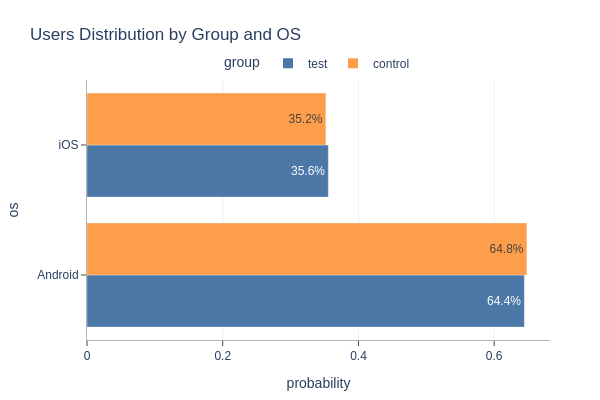 Users Distribution by Group and OS
group test control
35.2%
iOS
35.6%
os
64.8%
Android
64.4%
0 0.2 0.4 0.6
probability